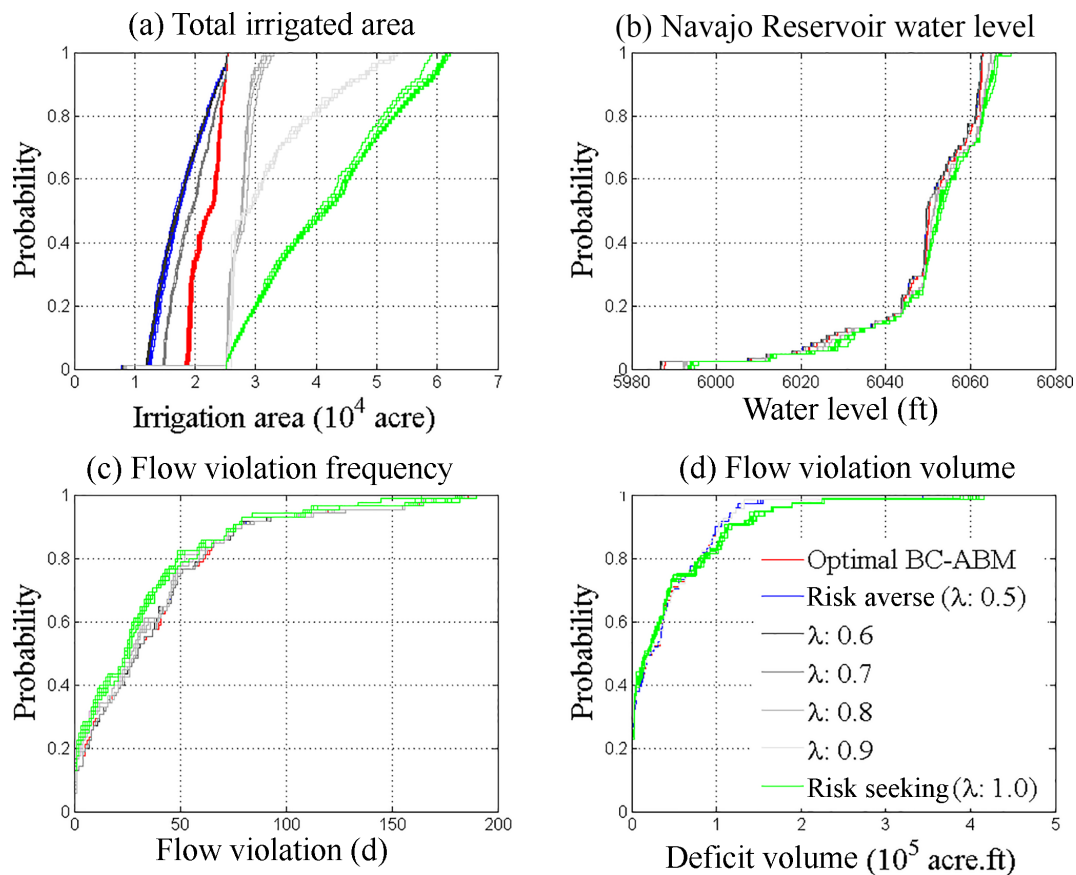 (a) Total irrigated area
(b) Navajo Reservoir water level
Probability
1
0.8
0.6
0.4
0.2
0
0
1
2
3
4
5
6
7
Irrigation area (10⁴ acre)
Probability
1
0.8
0.6
0.4
0.2
0
5980
6000
6020
6040
6060
6080
Water level (ft)
(c) Flow violation frequency
(d) Flow violation volume
Probability
1
0.8
0.6
0.4
0.2
0
0
50
100
150
200
Flow violation (d)
Probability
1
0.8
0.6
0.4
0.2
0
0
1
2
3
4
5
Deficit volume (10⁵ acre.ft)
Optimal BC-ABM
Risk averse (λ: 0.5)
λ: 0.6
λ: 0.7
λ: 0.8
λ: 0.9
Risk seeking (λ: 1.0)